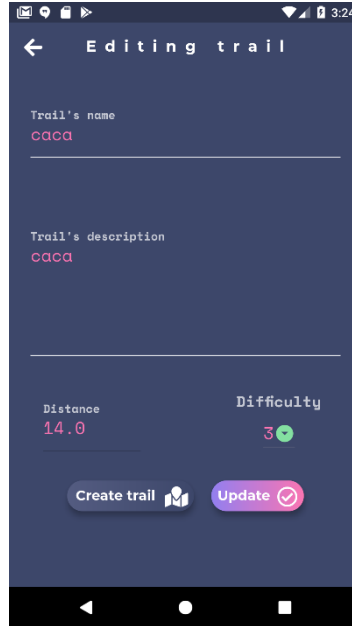 3:24
Editing trail
Trail's name
caca
Trail's description
caca
Distance
14.0
Difficulty
3
Create trail
Update